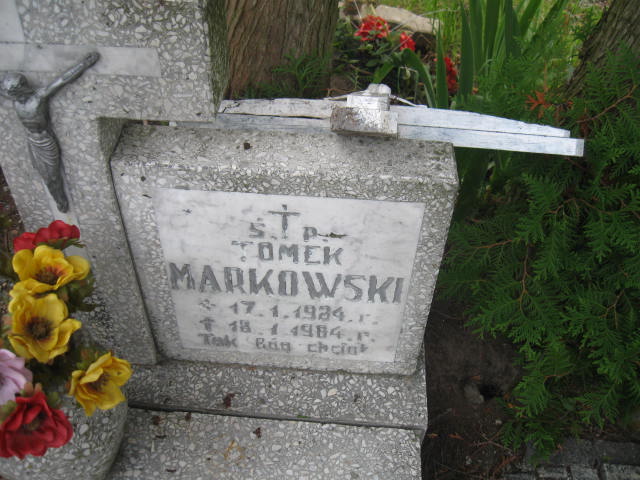 Ś. P.
TOMEK
MARKOWSKI
* 17.1.1984 r.
† 18.1.1984 r.
Tak Bóg chciał